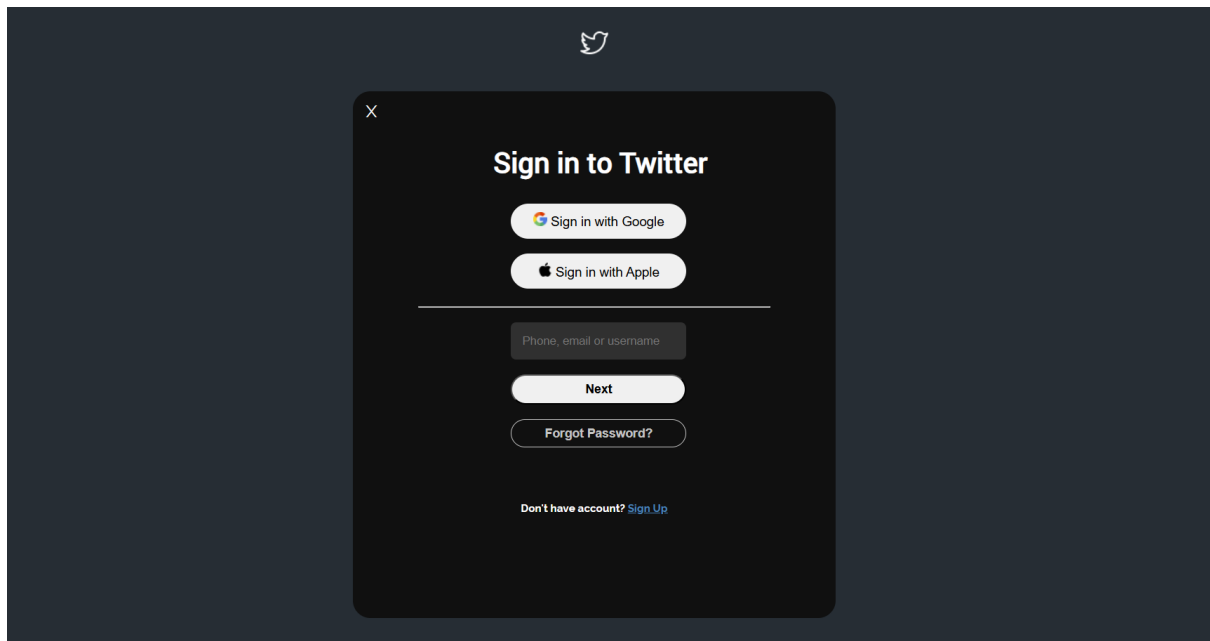 X
Sign in to Twitter
Sign in with Google
Sign in with Apple
Phone, email or username
Next
Forgot Password?
Don't have account? Sign Up